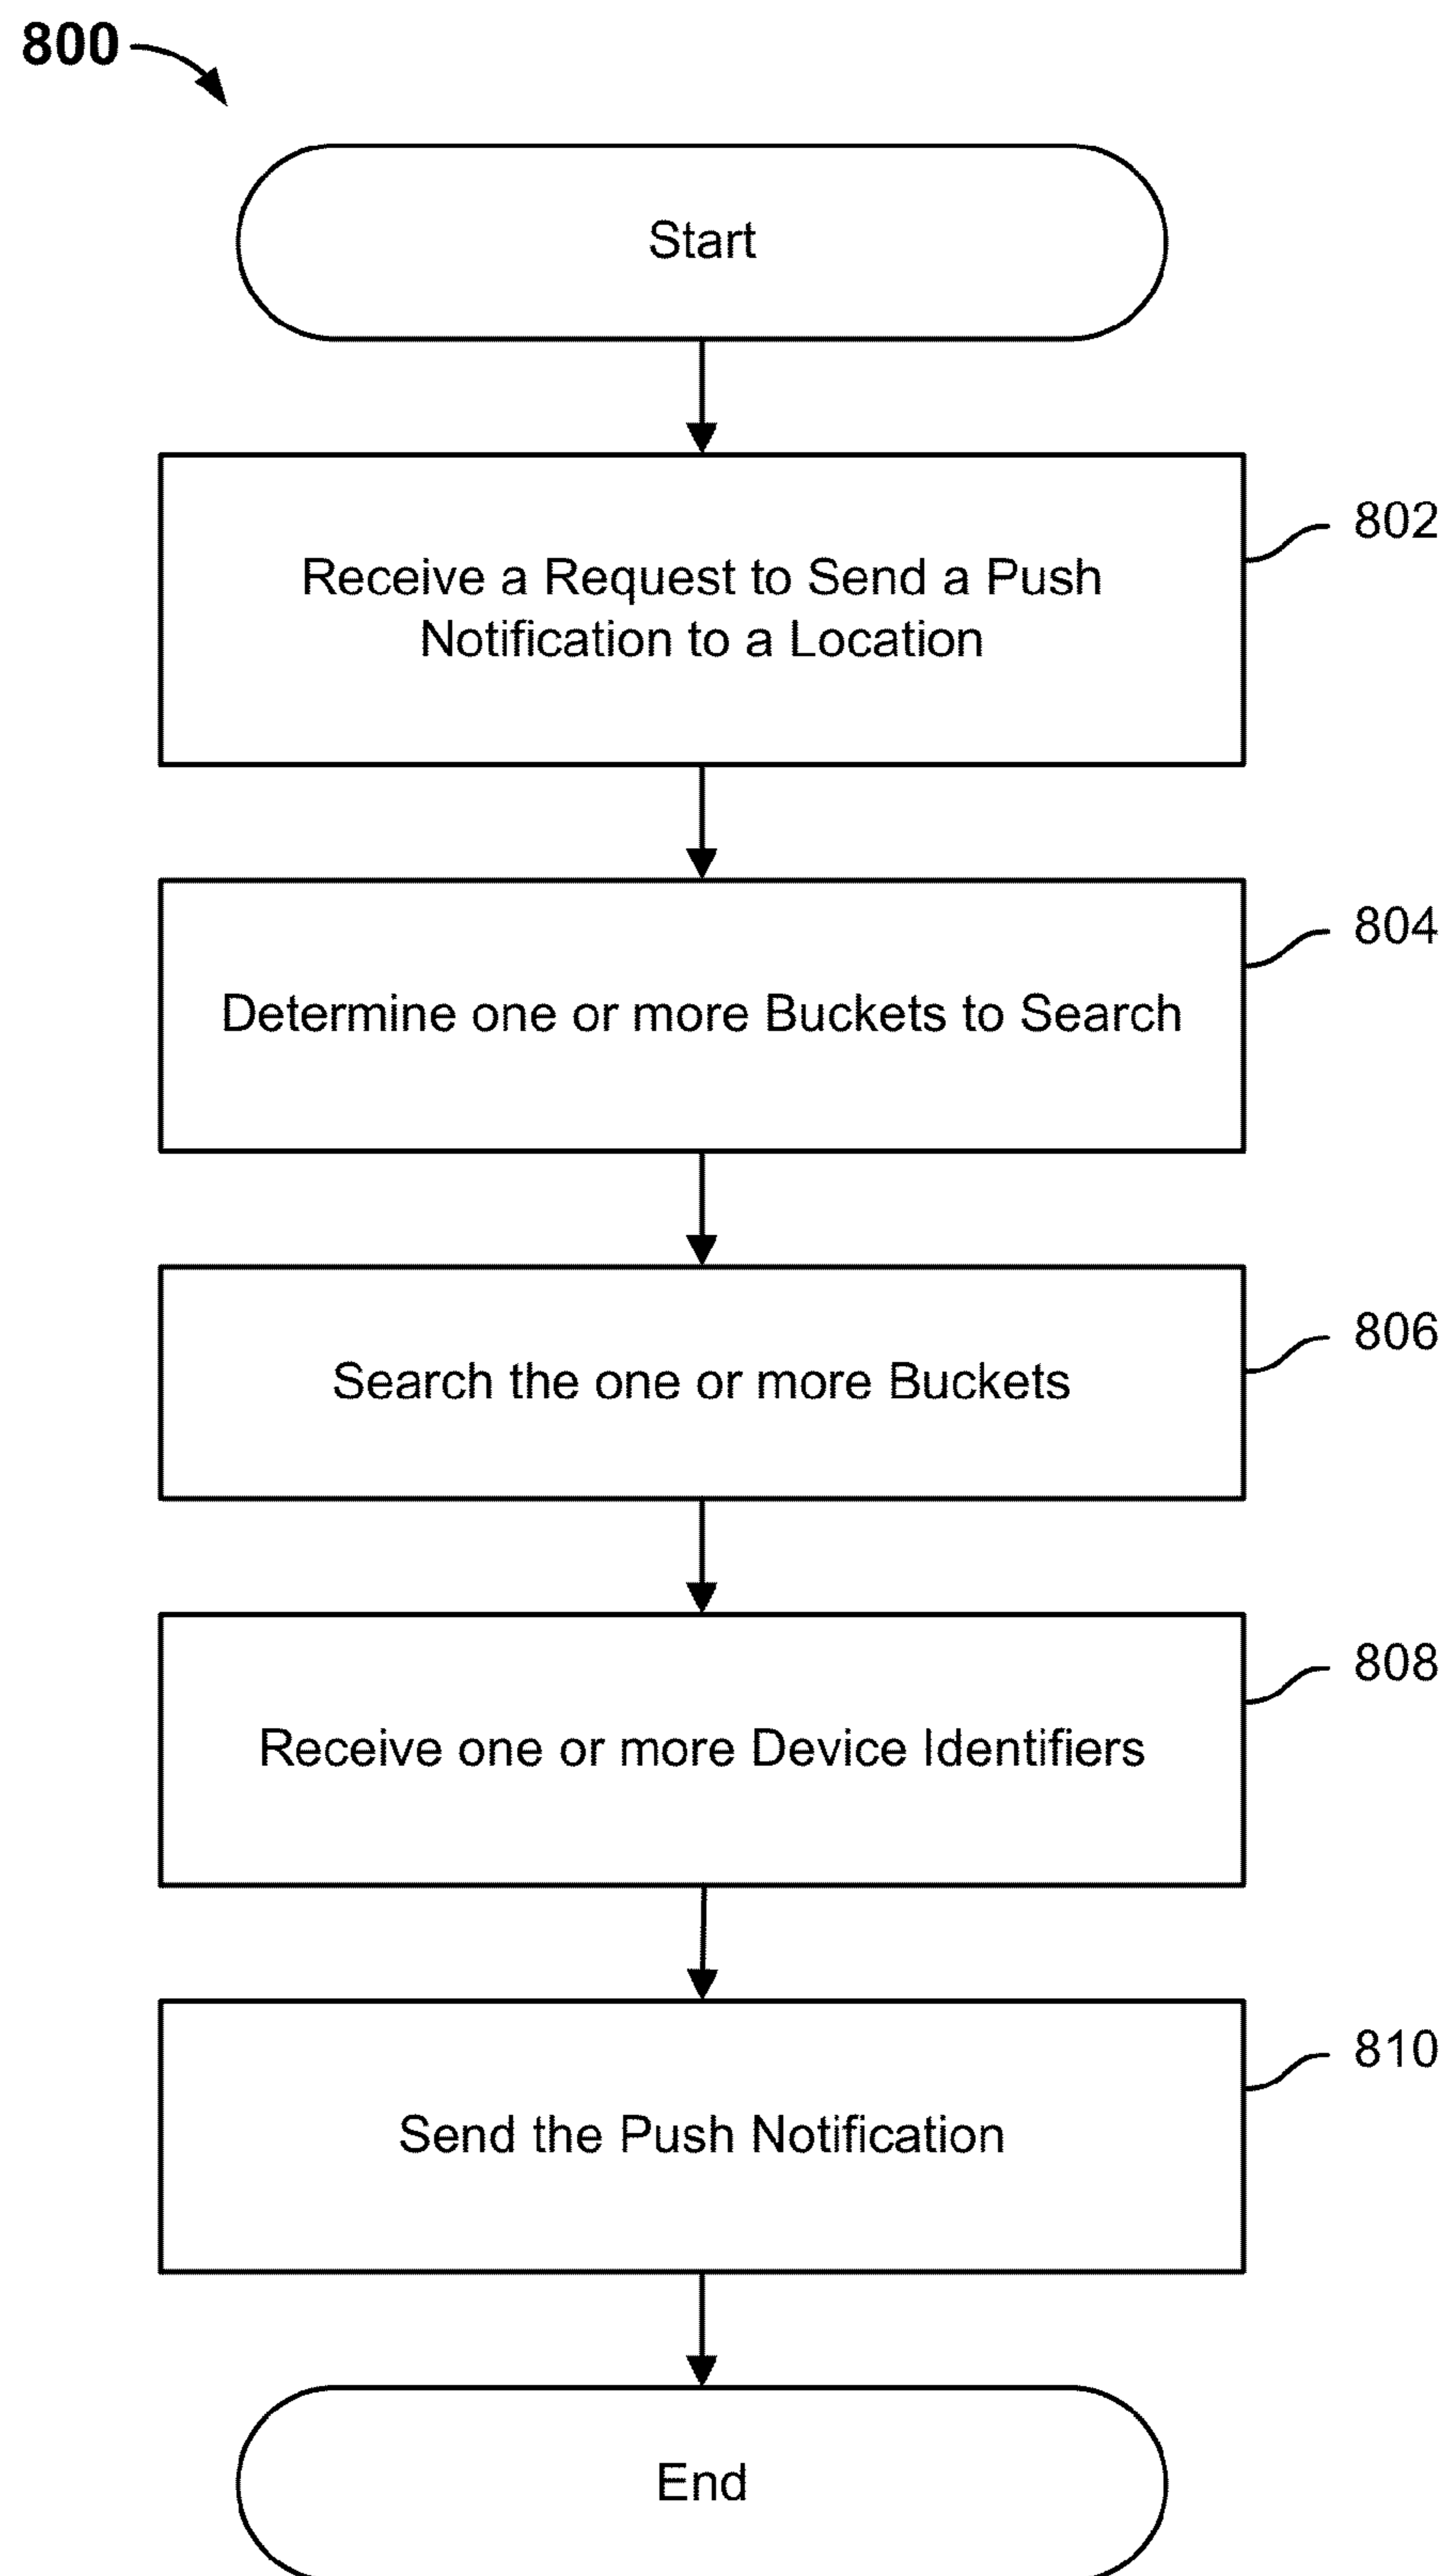 800
Start
Receive a Request to Send a Push
Notification to a Location
802
Determine one or more Buckets to Search
804
Search the one or more Buckets
806
Receive one or more Device Identifiers
808
Send the Push Notification
810
End